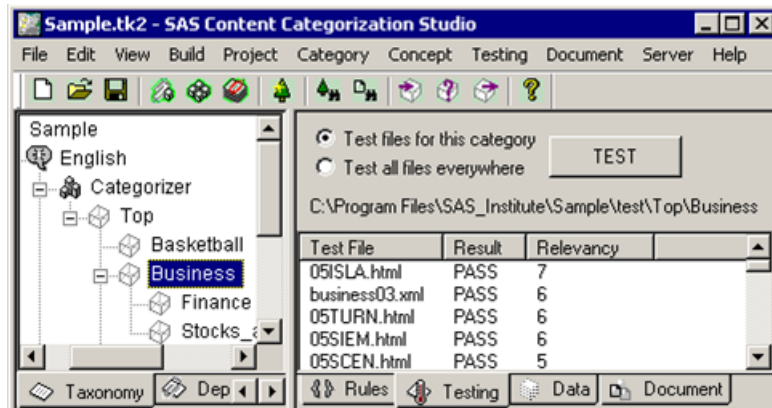 Sample.tk2 - SAS Content Categorization Studio
File Edit View Build Project Category Concept Testing Document Server Help
Sample
English
Categorizer
Top
Basketball
Business
Finance
Stocks_
Taxonomy
Dep
Test files for this category
Test all files everywhere
TEST
C:\Program Files\SAS_Institute\Sample\test\Top\Business
Test File Result Relevancy
05ISLA.html PASS 7
business03.xml PASS 6
05TURN.html PASS 6
05SIEM.html PASS 6
05SCEN.html PASS 5
Rules Testing Data Document